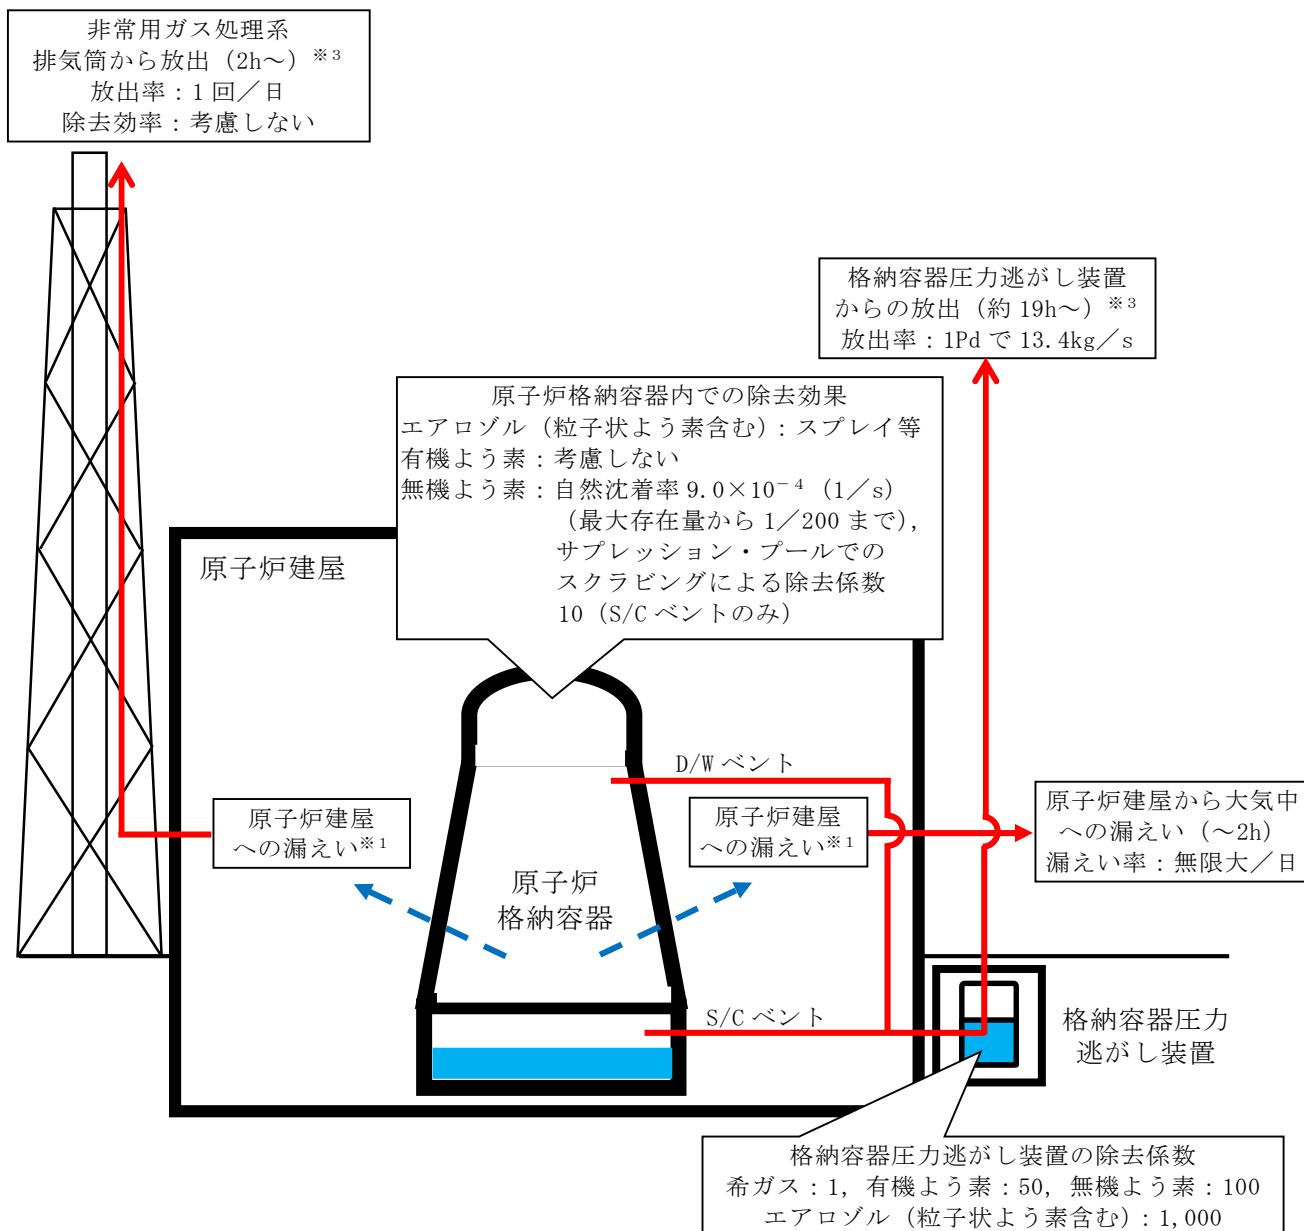 非常用ガス処理系
排気筒から放出（2h～）※３
放出率：1回／日
除去効率：考慮しない
格納容器圧力逃がし装置
からの放出（約19h～）※３
放出率：1Pdで13.4kg／s
原子炉格納容器内での除去効果
エアロゾル（粒子状よう素含む）：スプレイ等
有機よう素：考慮しない
無機よう素：自然沈着率9.0×10⁻⁴（1／s）
（最大存在量から1／200まで），
サプレッション・プールでの
スクラビングによる除去係数
10（S/Cベントのみ）
原子炉建屋
D/Wベント
原子炉建屋
への漏えい※１
原子炉建屋
への漏えい※１
原子炉建屋から大気中
への漏えい（～2h）
漏えい率：無限大／日
原子炉
格納容器
S/Cベント
格納容器圧力
逃がし装置
格納容器圧力逃がし装置の除去係数
希ガス：1，有機よう素：50，無機よう素：100
エアロゾル（粒子状よう素含む）：1,000